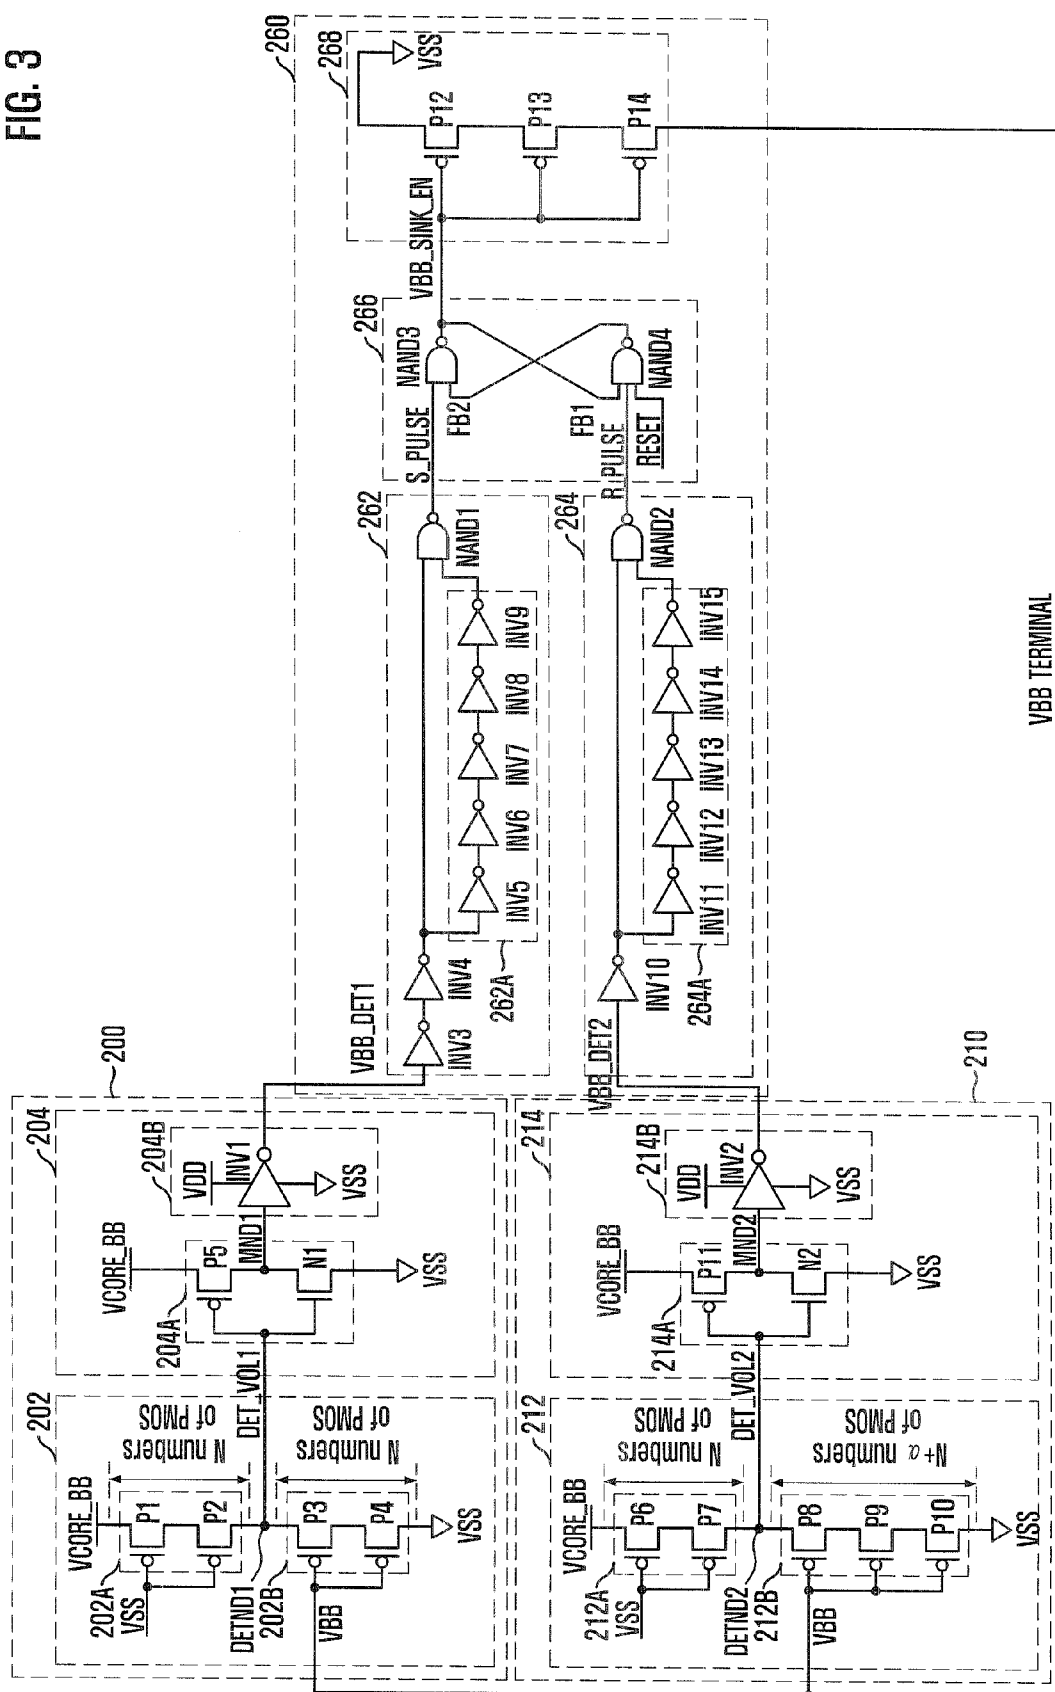 FIG. 3
200
202
VCORE_BB
202A
P1
P2
VSS
N numbers
of PMOS
DETND1
DET_VOL1
202B
P3
P4
VBB
VSS
N numbers
of PMOS
204
VCORE_BB
204A
P5
N1
MND1
VSS
204B
VDD
INV1
VSS
210
212
VCORE_BB
212A
P6
P7
VSS
N numbers
of PMOS
DETND2
DET_VOL2
212B
P8
P9
P10
VBB
VSS
N+α numbers
of PMOS
214
VCORE_BB
214A
P11
N2
MND2
VSS
214B
VDD
INV2
VSS
260
VBB_DET1
262
INV3
INV4
262A
INV5
INV6
INV7
INV8
INV9
NAND1
S_PULSE
VBB_DET2
264
INV10
264A
INV11
INV12
INV13
INV14
INV15
NAND2
R_PULSE
266
NAND3
FB2
FB1
NAND4
RESET
VBB_SINK_EN
268
VSS
P12
P13
P14
VBB TERMINAL